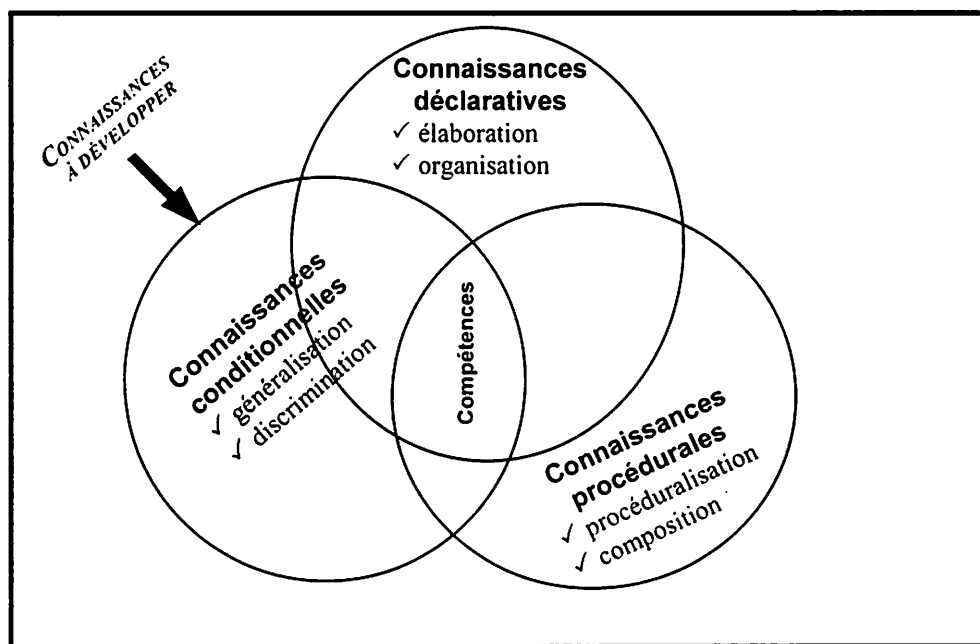 CONNAISSANCES
À DÉVELOPPER
Connaissances
déclaratives
✓ élaboration
✓ organisation
Connaissances
conditionnelles
✓ généralisation
✓ discrimination
Compétences
Connaissances
procédurales
✓ procéduralisation
✓ composition